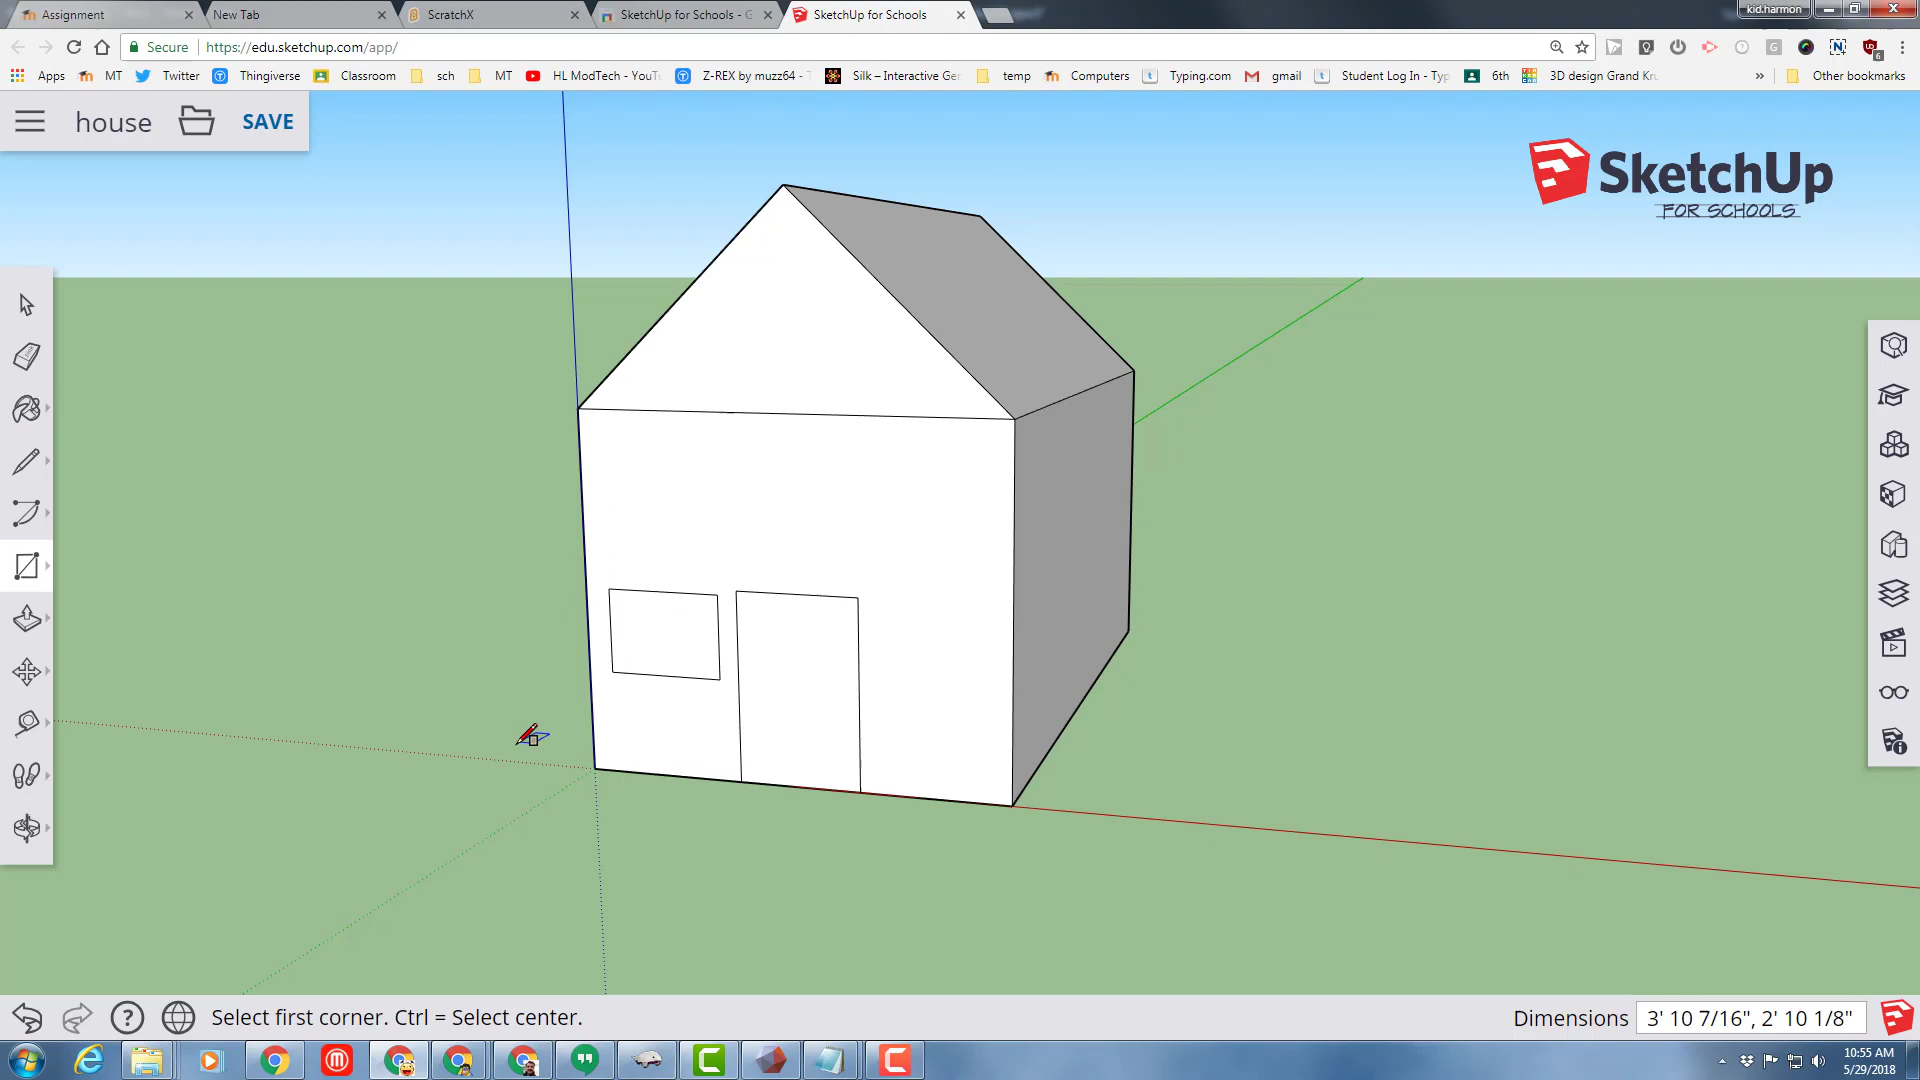 Assignment
New Tab
ScratchX
SketchUp for Schools - G
SketchUp for Schools
kid.harmon
Secure
https://edu.sketchup.com/app/
Apps
MT
Twitter
Thingiverse
Classroom
sch
MT
HL ModTech - YouTu
Z-REX by muzz64 - T
Silk – Interactive Ger
temp
Computers
Typing.com
gmail
Student Log In - Typ
6th
3D design Grand Kru
»
Other bookmarks
house
SAVE
SketchUp
FOR SCHOOLS
Select first corner. Ctrl = Select center.
Dimensions
3' 10 7/16", 2' 10 1/8"
10:55 AM
5/29/2018